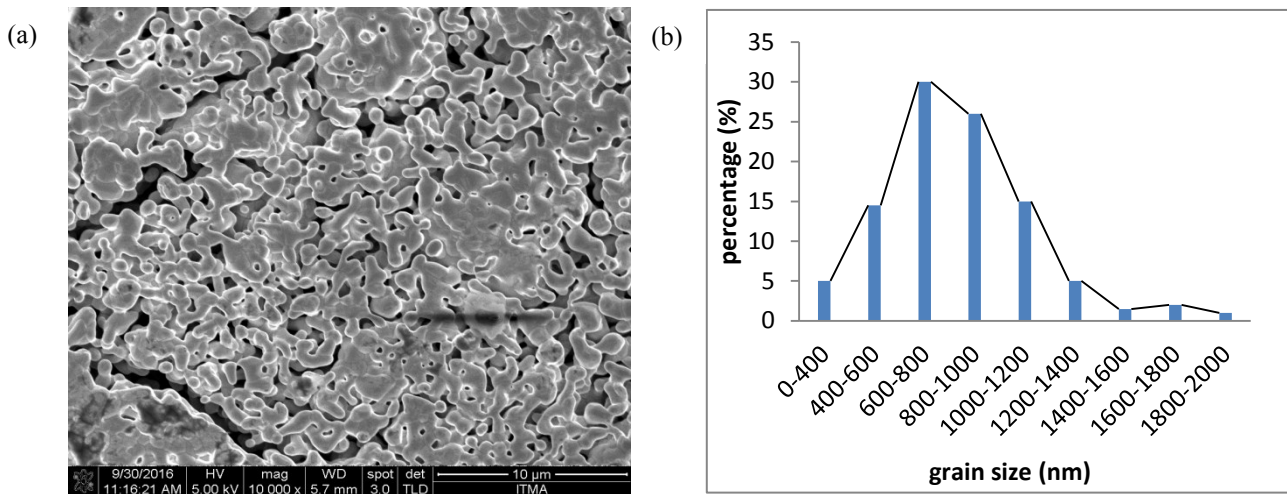 (a)
9/30/2016 HV mag WD spot det 10 µm
11:16:21 AM 5.00 kV 10 000 x 5.7 mm 3.0 TLD ITMA
(b)
percentage (%)
35
30
25
20
15
10
5
0
0-400 400-600 600-800 800-1000 1000-1200 1200-1400 1400-1600 1600-1800 1800-2000
grain size (nm)